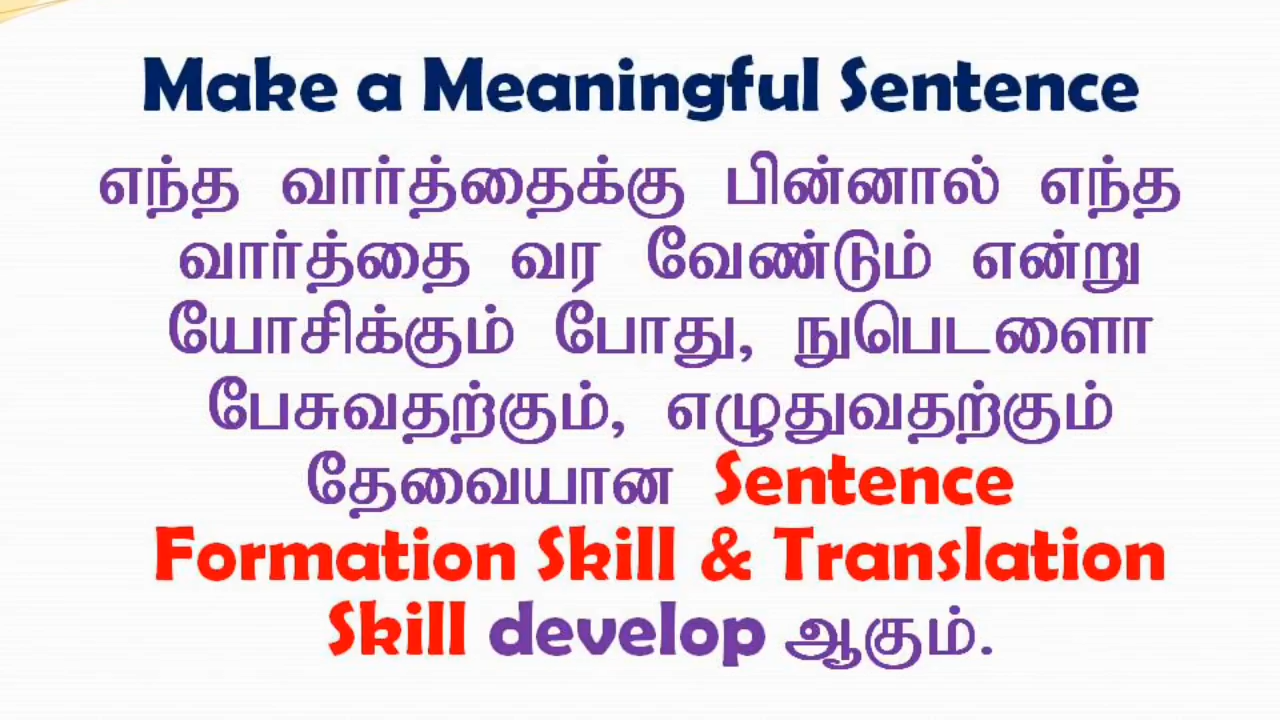 Make a Meaningful Sentence
எந்த வார்த்தைக்கு பின்னால் எந்த
வார்த்தை வர வேண்டும் என்று
யோசிக்கும் போது, நுபெடளைா
பேசுவதற்கும், எழுதுவதற்கும்
தேவையான Sentence
Formation Skill & Translation
Skill develop ஆகும்.